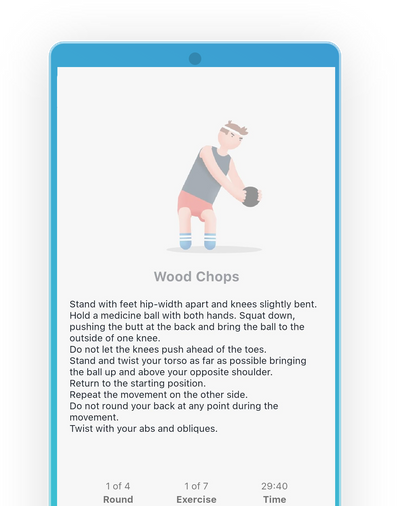 Wood Chops
Stand with feet hip-width apart and knees slightly bent.
Hold a medicine ball with both hands. Squat down,
pushing the butt at the back and bring the ball to the
outside of one knee.
Do not let the knees push ahead of the toes.
Stand and twist your torso as far as possible bringing
the ball up and above your opposite shoulder.
Return to the starting position.
Repeat the movement on the other side.
Do not round your back at any point during the
movement.
Twist with your abs and obliques.
1 of 4 1 of 7 29:40
Round Exercise Time